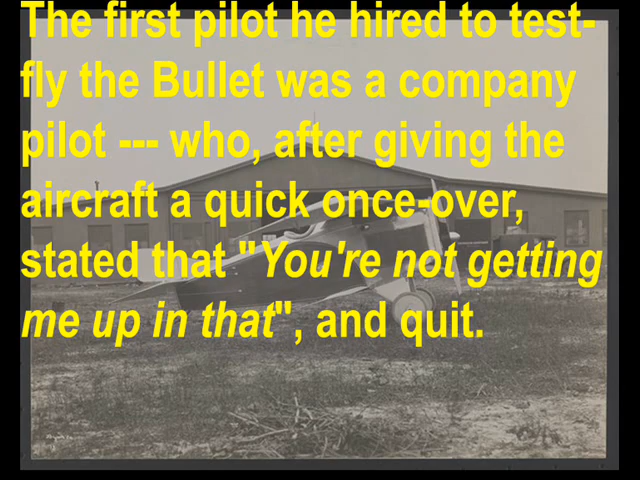 The first pilot he hired to test-
fly the Bullet was a company
pilot --- who, after giving the
aircraft a quick once-over,
stated that "You're not getting
me up in that", and quit.